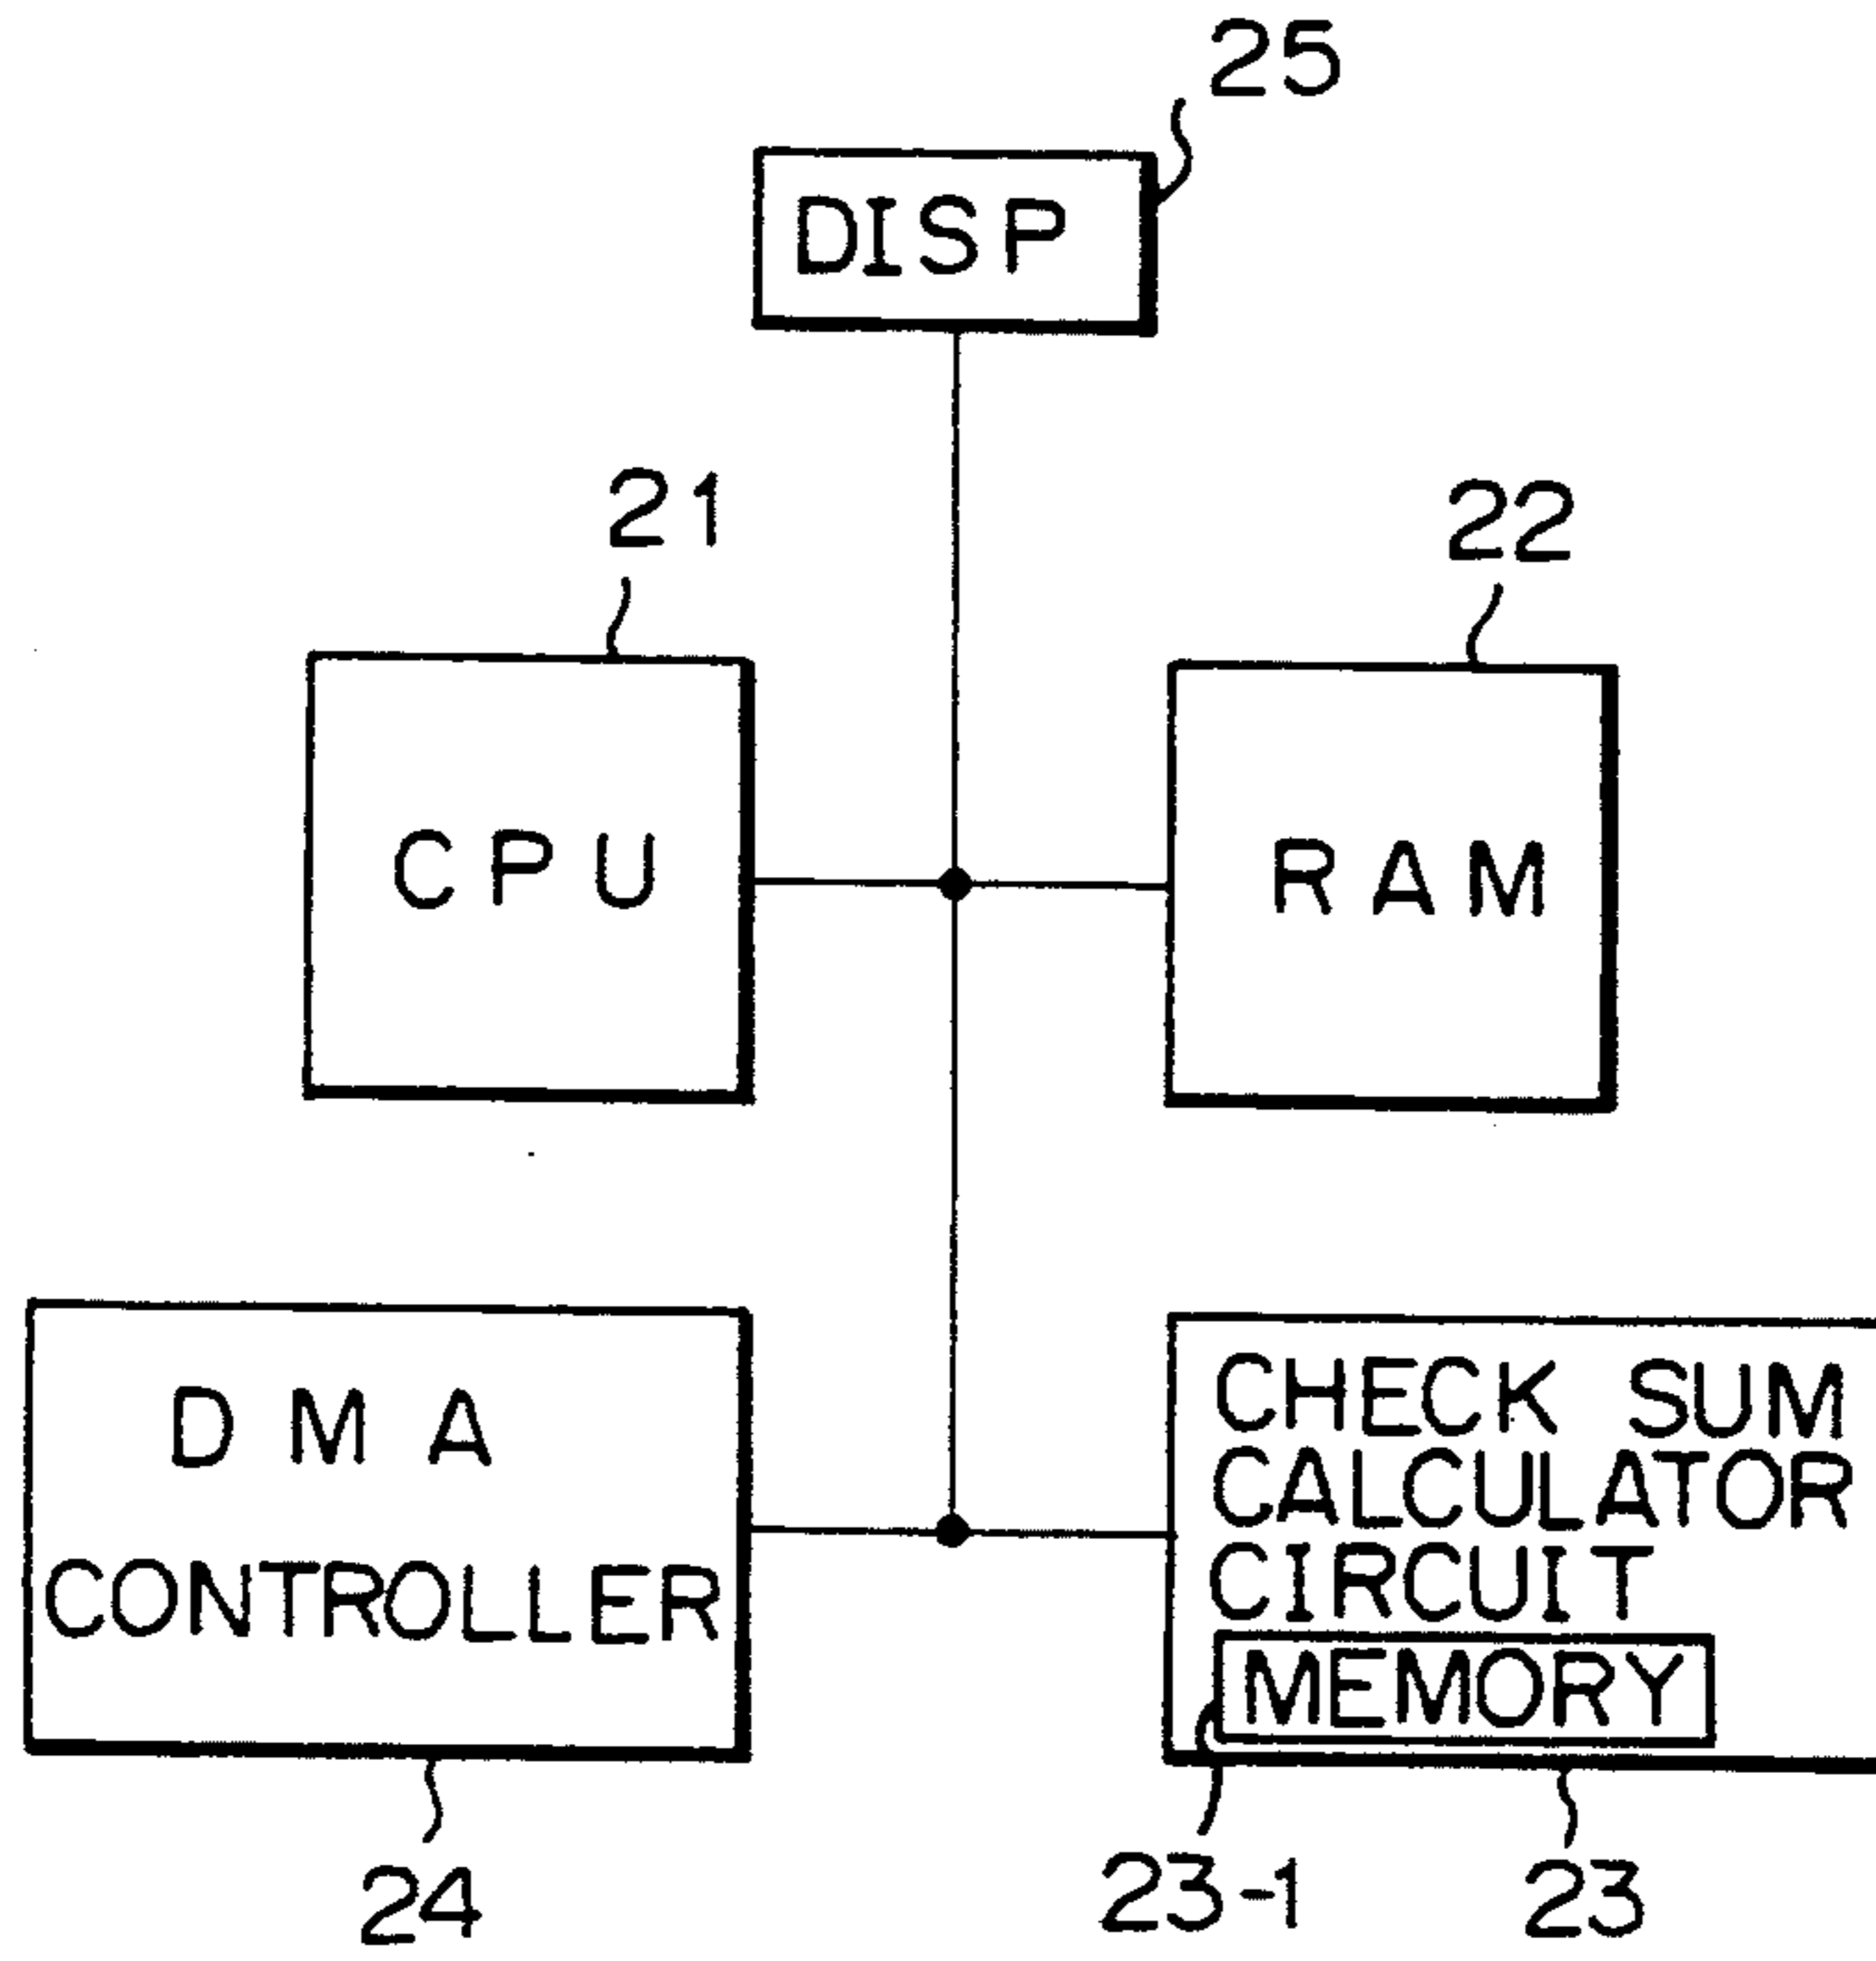 25
DISP
21
22
CPU
RAM
DMA
CONTROLLER
CHECK SUM
CALCULATOR
CIRCUIT
MEMORY
24
23-1
23